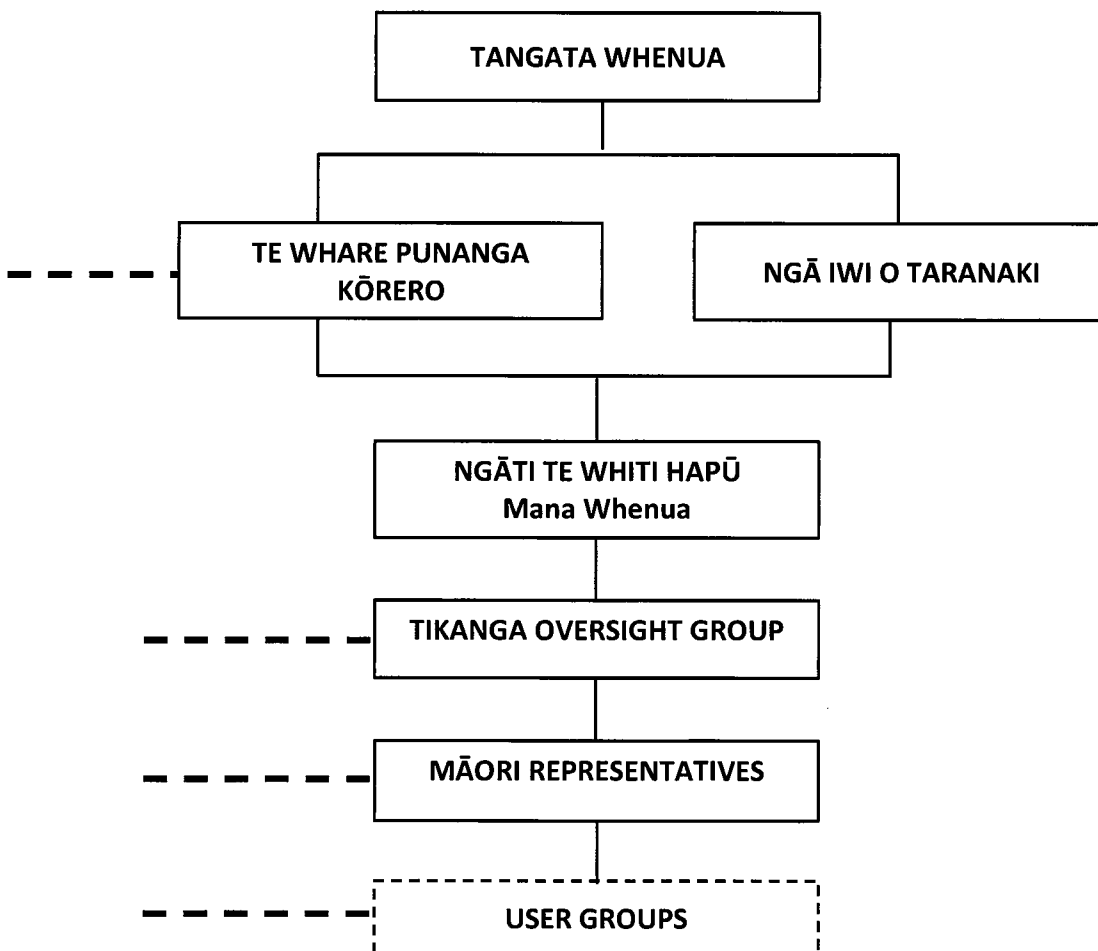 TANGATA WHENUA
TE WHARE PUNANGA
KŌRERO
NGĀ IWI O TARANAKI
NGĀTI TE WHITI HAPŪ
Mana Whenua
TIKANGA OVERSIGHT GROUP
MĀORI REPRESENTATIVES
USER GROUPS